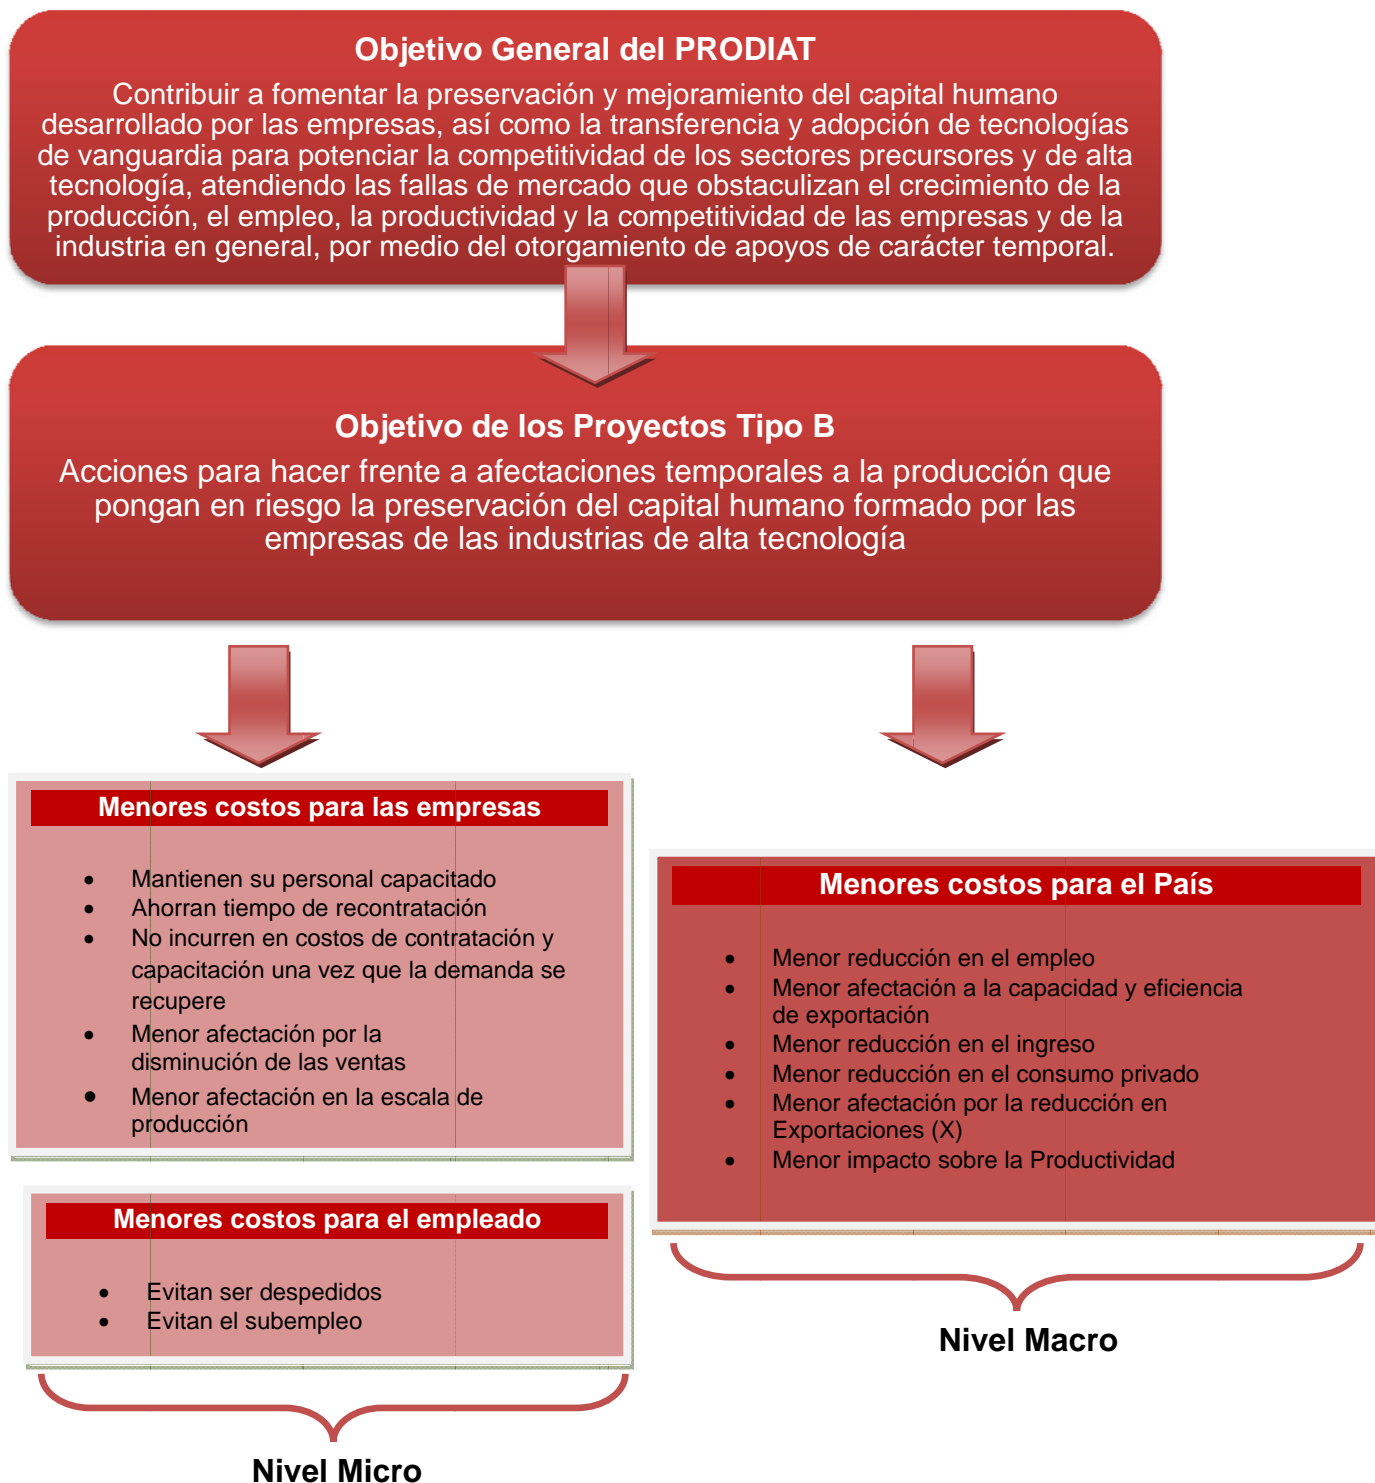 Objetivo General del PRODIAT
Contribuir a fomentar la preservación y mejoramiento del capital humano
desarrollado por las empresas, así como la transferencia y adopción de tecnologías
de vanguardia para potenciar la competitividad de los sectores precursores y de alta
tecnología, atendiendo las fallas de mercado que obstaculizan el crecimiento de la
producción, el empleo, la productividad y la competitividad de las empresas y de la
industria en general, por medio del otorgamiento de apoyos de carácter temporal.
Objetivo de los Proyectos Tipo B
Acciones para hacer frente a afectaciones temporales a la producción que
pongan en riesgo la preservación del capital humano formado por las
empresas de las industrias de alta tecnología
Menores costos para las empresas
• Mantienen su personal capacitado
• Ahorran tiempo de recontratación
• No incurren en costos de contratación y
capacitación una vez que la demanda se
recupere
• Menor afectación por la
disminución de las ventas
• Menor afectación en la escala de
producción
Menores costos para el empleado
• Evitan ser despedidos
• Evitan el subempleo
Nivel Micro
Menores costos para el País
• Menor reducción en el empleo
• Menor afectación a la capacidad y eficiencia
de exportación
• Menor reducción en el ingreso
• Menor reducción en el consumo privado
• Menor afectación por la reducción en
Exportaciones (X)
• Menor impacto sobre la Productividad
Nivel Macro